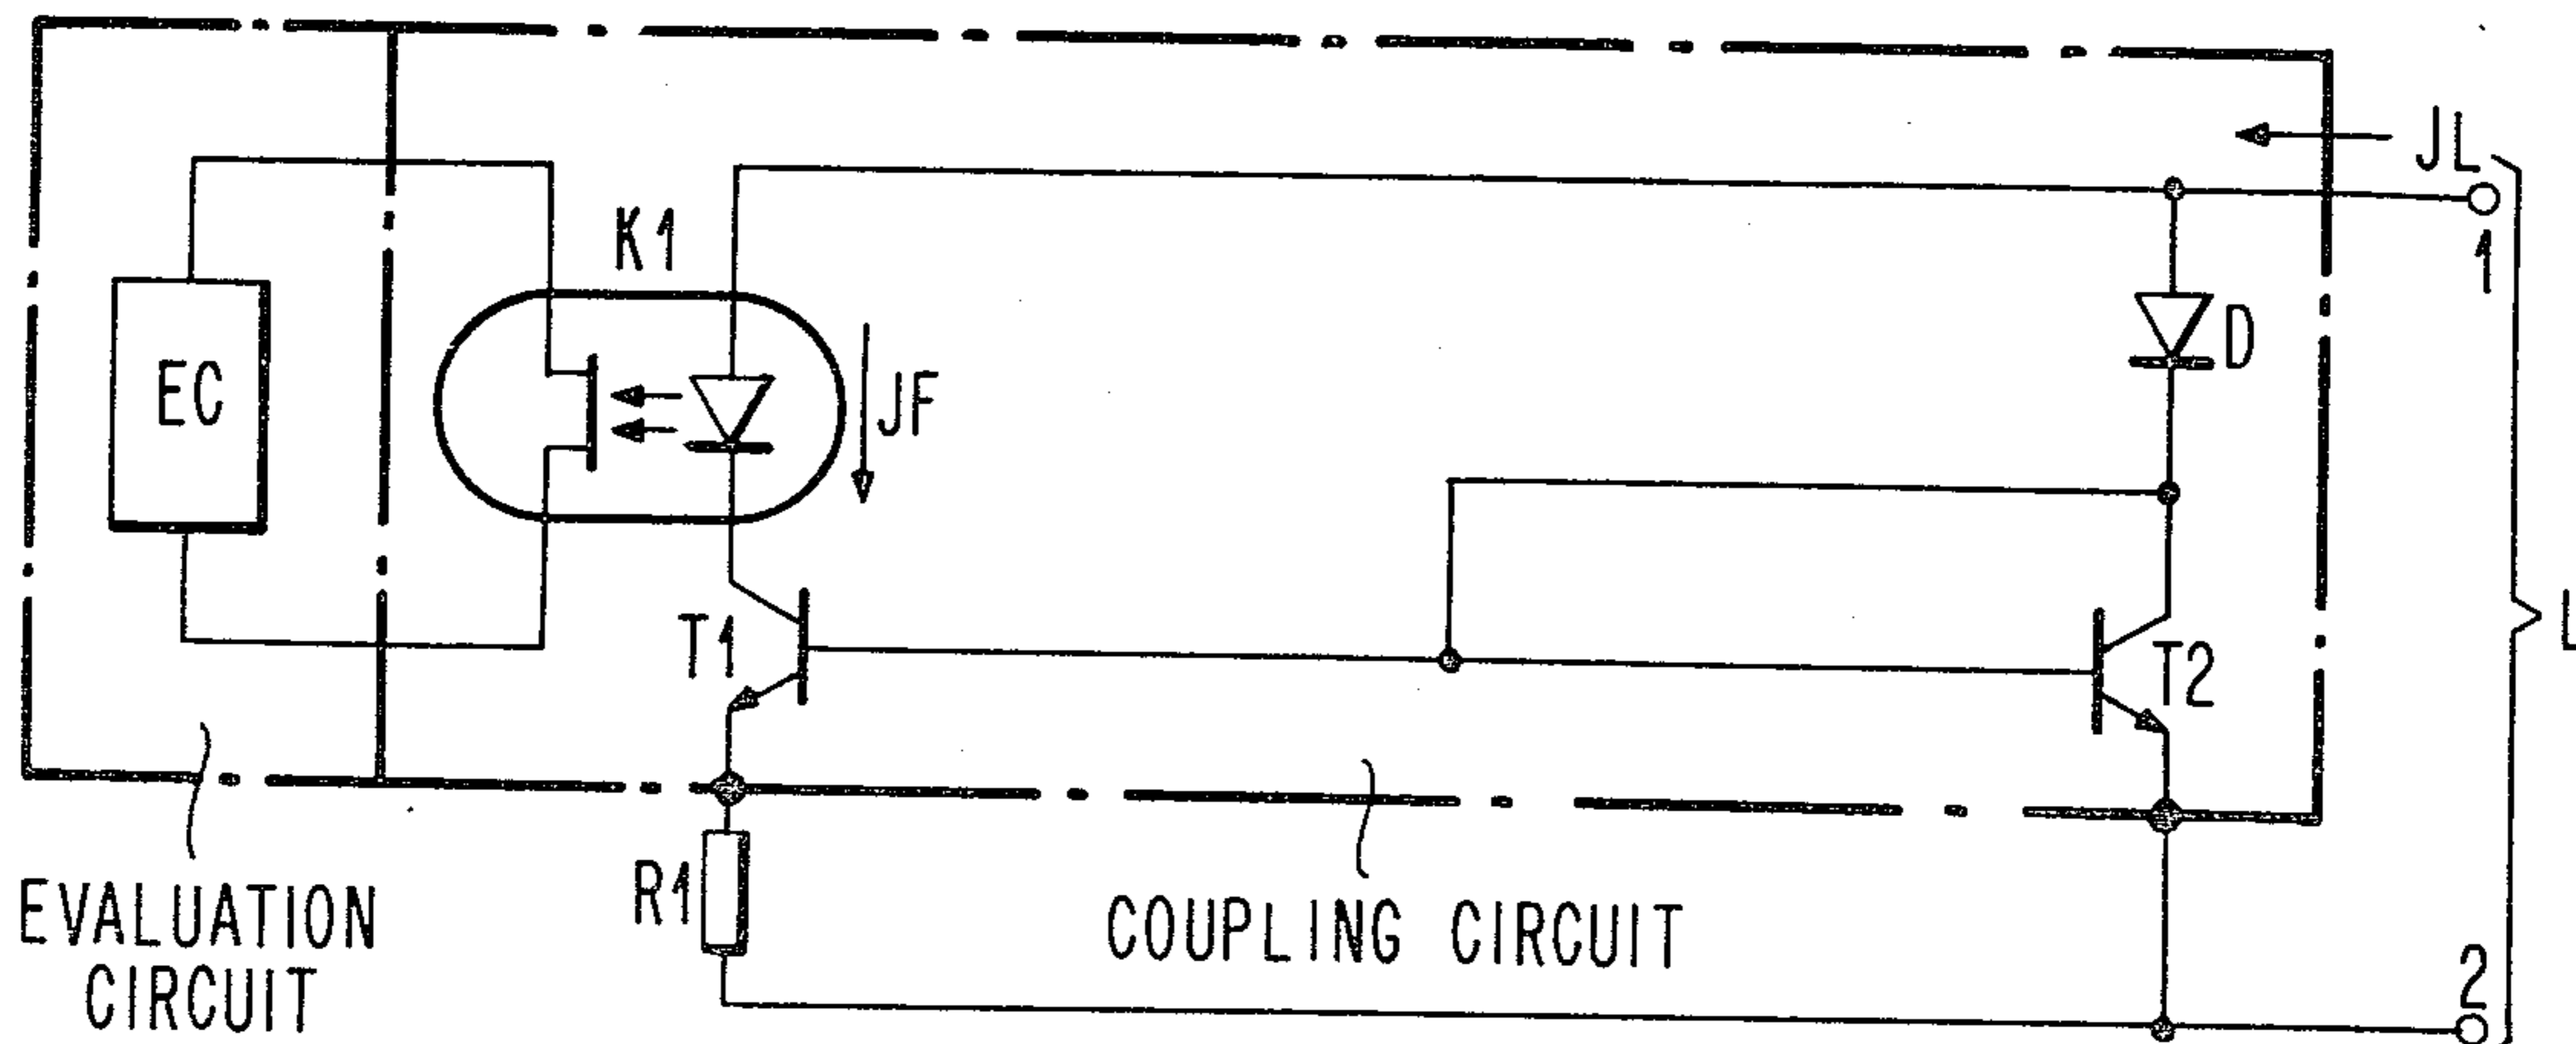 JL
1
K1
D
EC
JF
L
T1
T2
R1
EVALUATION
CIRCUIT
COUPLING CIRCUIT
2